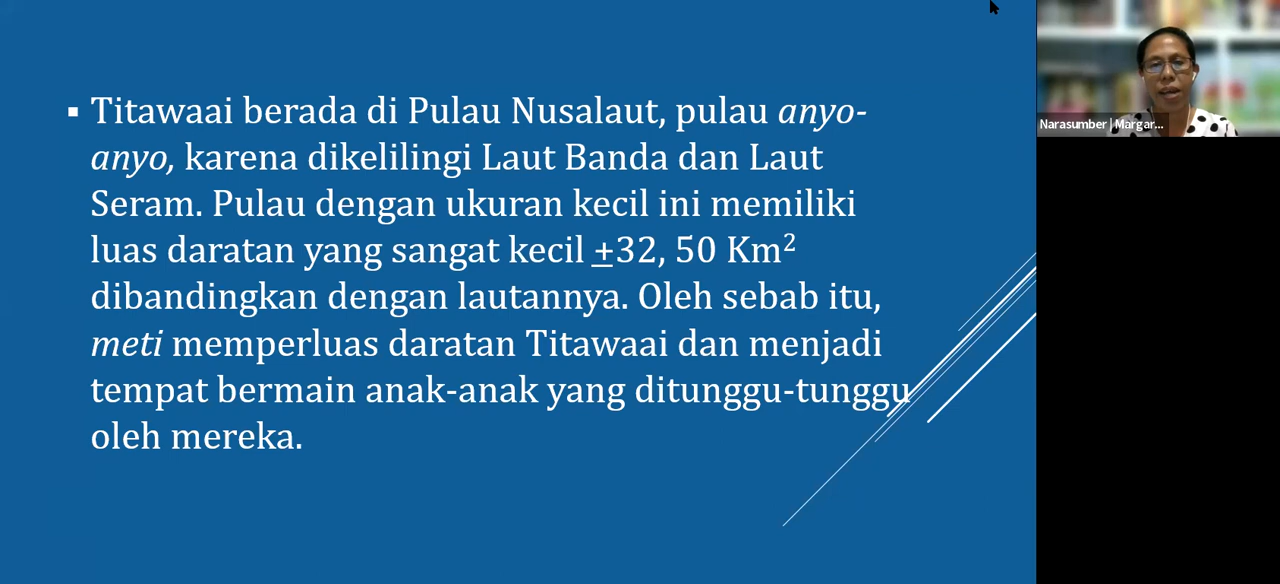 ▪ Titawaai berada di Pulau Nusalaut, pulau anyo-
anyo, karena dikelilingi Laut Banda dan Laut
Seram. Pulau dengan ukuran kecil ini memiliki
luas daratan yang sangat kecil ±32, 50 Km²
dibandingkan dengan lautannya. Oleh sebab itu,
meti memperluas daratan Titawaai dan menjadi
tempat bermain anak-anak yang ditunggu-tunggu
oleh mereka.
Narasumber | Margar...